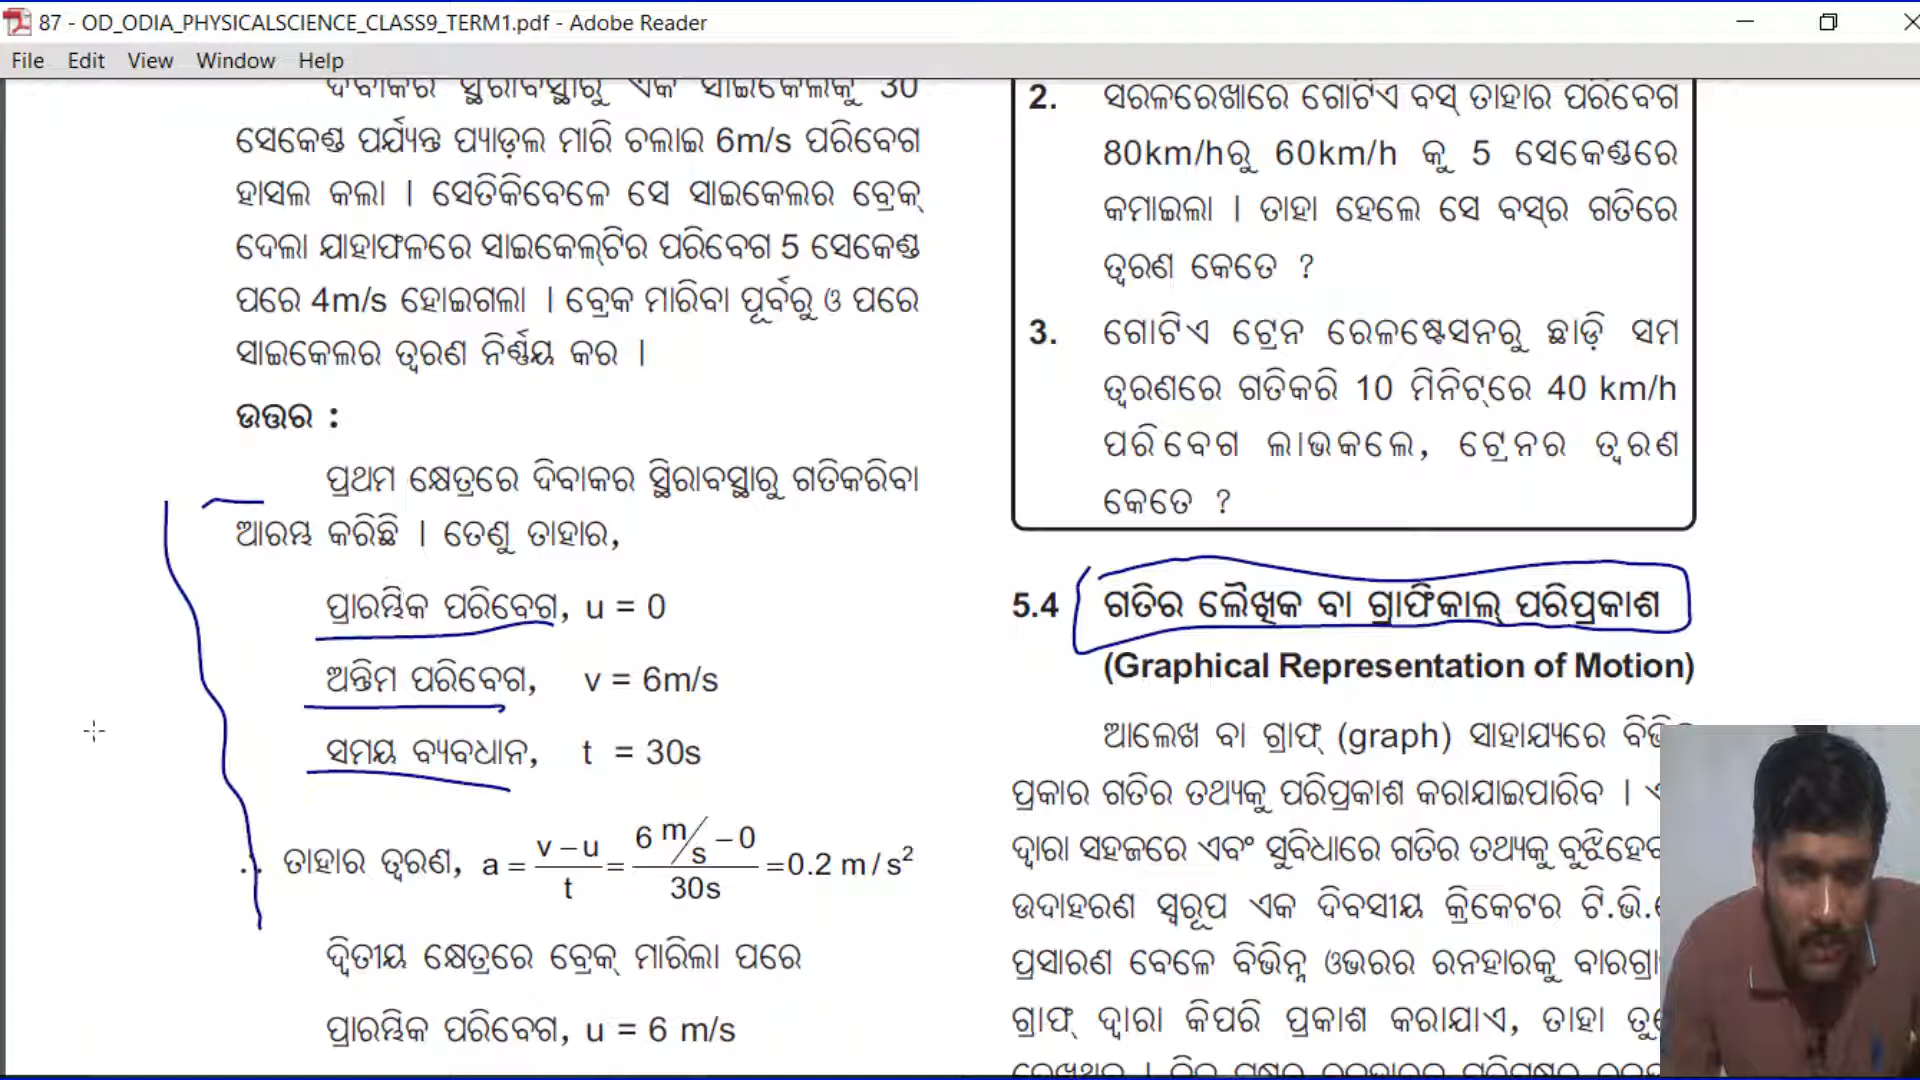 87 - OD_ODIA_PHYSICALSCIENCE_CLASS9_TERM1.pdf - Adobe Reader
File Edit View Window Help
ଦିବାକର ସ୍ଥିରାବସ୍ଥାରୁ ଏକ ସାଇକେଲକୁ 30
ସେକେଣ୍ଡ ପର୍ଯ୍ୟନ୍ତ ପ୍ୟାଡ଼ଲ ମାରି ଚଲାଇ 6m/s ପରିବେଗ
ହାସଲ କଲା । ସେତିକିବେଳେ ସେ ସାଇକେଲର ବ୍ରେକ୍
ଦେଲା ଯାହାଫଳରେ ସାଇକେଲ୍‌ଟିର ପରିବେଗ 5 ସେକେଣ୍ଡ
ପରେ 4m/s ହୋଇଗଲା । ବ୍ରେକ ମାରିବା ପୂର୍ବରୁ ଓ ପରେ
ସାଇକେଲର ତ୍ୱରଣ ନିର୍ଣ୍ଣୟ କର ।
ଉତ୍ତର :
ପ୍ରଥମ କ୍ଷେତ୍ରରେ ଦିବାକର ସ୍ଥିରାବସ୍ଥାରୁ ଗତିକରିବା
ଆରମ୍ଭ କରିଛି । ତେଣୁ ତାହାର,
ପ୍ରାରମ୍ଭିକ ପରିବେଗ, u = 0
ଅନ୍ତିମ ପରିବେଗ, v = 6m/s
ସମୟ ବ୍ୟବଧାନ, t = 30s
∴ ତାହାର ତ୍ୱରଣ, a = (v – u)/t = (6 m/s – 0)/30s = 0.2 m / s²
ଦ୍ୱିତୀୟ କ୍ଷେତ୍ରରେ ବ୍ରେକ୍ ମାରିଲା ପରେ
ପ୍ରାରମ୍ଭିକ ପରିବେଗ, u = 6 m/s
2. ସରଳରେଖାରେ ଗୋଟିଏ ବସ୍ ତାହାର ପରିବେଗ
80km/hରୁ 60km/h କୁ 5 ସେକେଣ୍ଡରେ
କମାଇଲା । ତାହା ହେଲେ ସେ ବସ୍‌ର ଗତିରେ
ତ୍ୱରଣ କେତେ ?
3. ଗୋଟିଏ ଟ୍ରେନ ରେଳଷ୍ଟେସନରୁ ଛାଡ଼ି ସମ
ତ୍ୱରଣରେ ଗତିକରି 10 ମିନିଟ୍‌ରେ 40 km/h
ପରିବେଗ ଲାଭକଲେ, ଟ୍ରେନର ତ୍ୱରଣ
କେତେ ?
5.4 ଗତିର ଲୈଖିକ ବା ଗ୍ରାଫିକାଲ୍ ପରିପ୍ରକାଶ
(Graphical Representation of Motion)
ଆଲେଖ ବା ଗ୍ରାଫ୍ (graph) ସାହାଯ୍ୟରେ
ପ୍ରକାର ଗତିର ତଥ୍ୟକୁ ପରିପ୍ରକାଶ କରାଯାଇପାରିବ ।
ଦ୍ୱାରା ସହଜରେ ଏବଂ ସୁବିଧାରେ ଗତିର ତଥ୍ୟକୁ
ଉଦାହରଣ ସ୍ୱରୂପ ଏକ ଦିବସୀୟ କ୍ରିକେଟର ଟି.ଭି.
ପ୍ରସାରଣ ବେଳେ ବିଭିନ୍ନ ଓଭରର ରନହାରକୁ
ଗ୍ରାଫ୍ ଦ୍ୱାରା କିପରି ପ୍ରକାଶ କରାଯାଏ, ତାହା